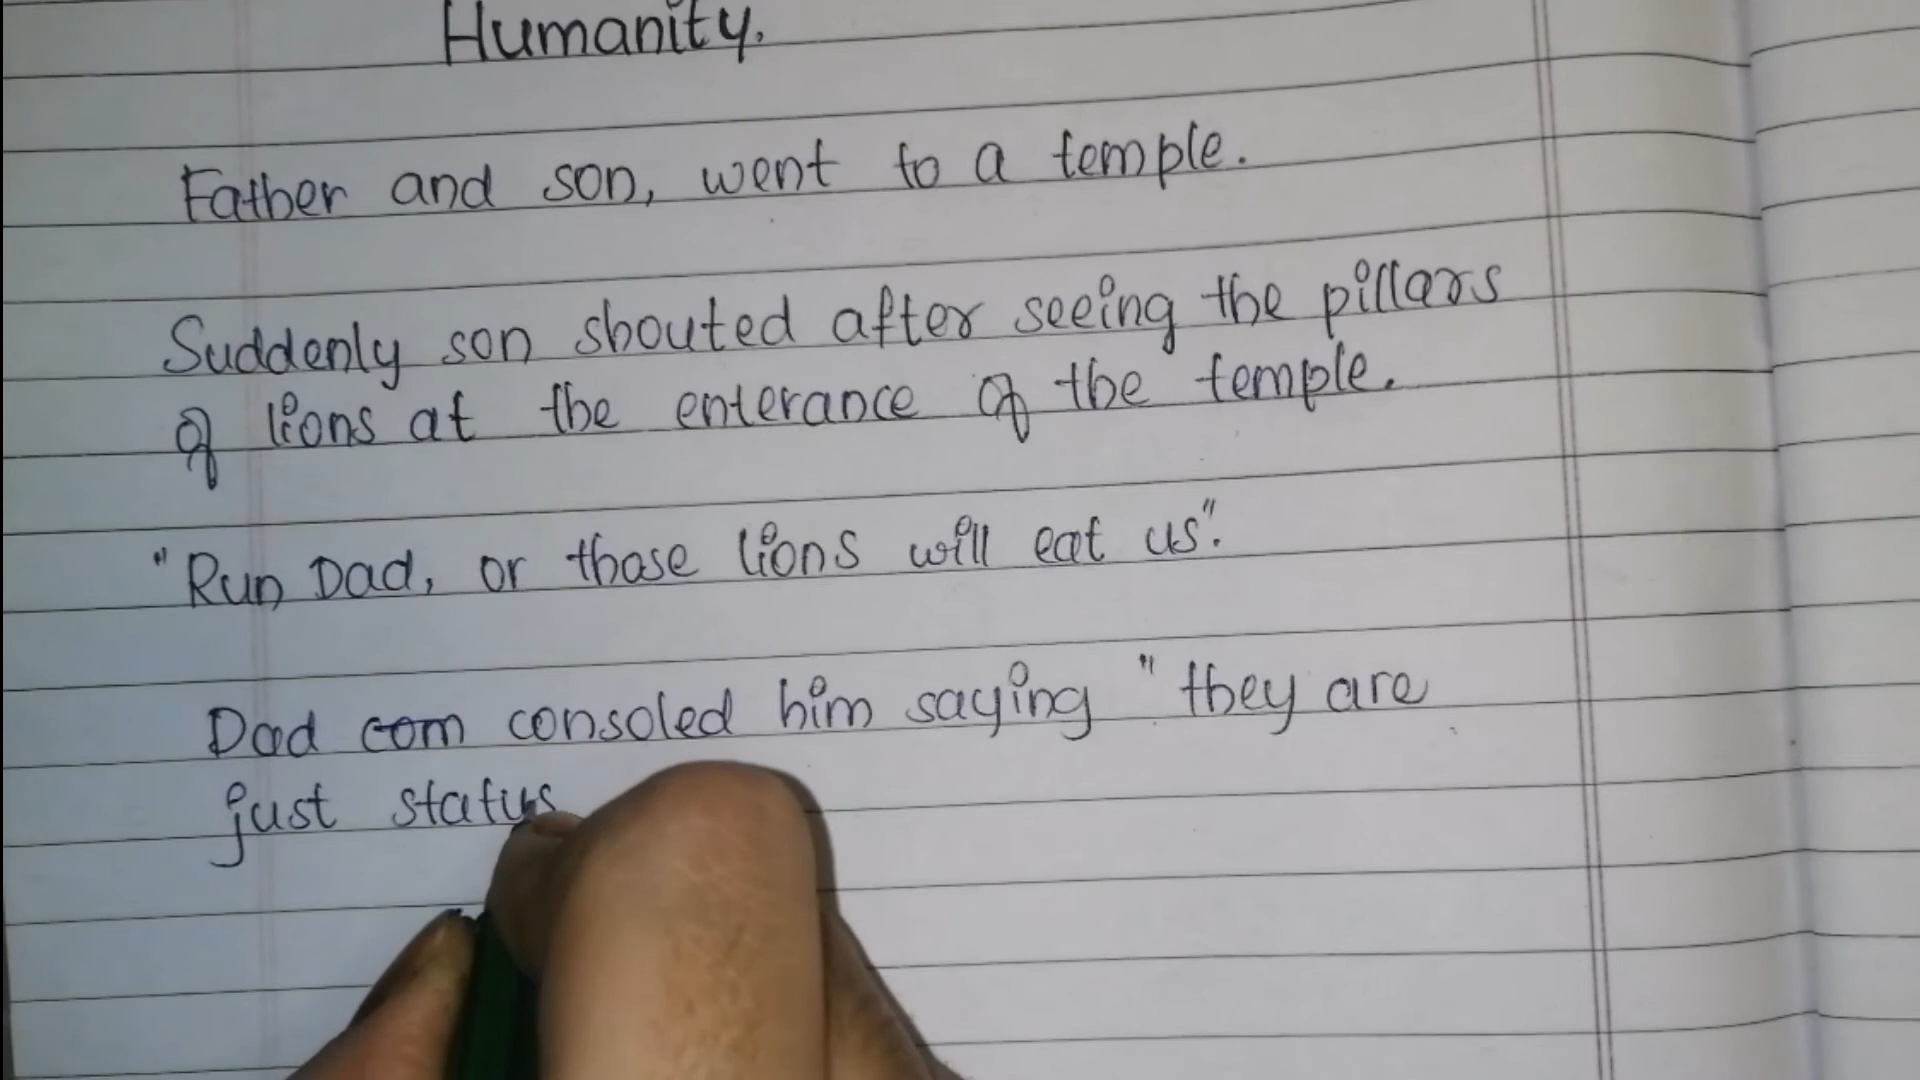 Humanity.
Father and son, went to a temple.
Suddenly son shouted after seeing the pillars
of lions at the enterance of the temple.
"Run Dad, or those lions will eat us".
Dad com consoled him saying "they are
just status